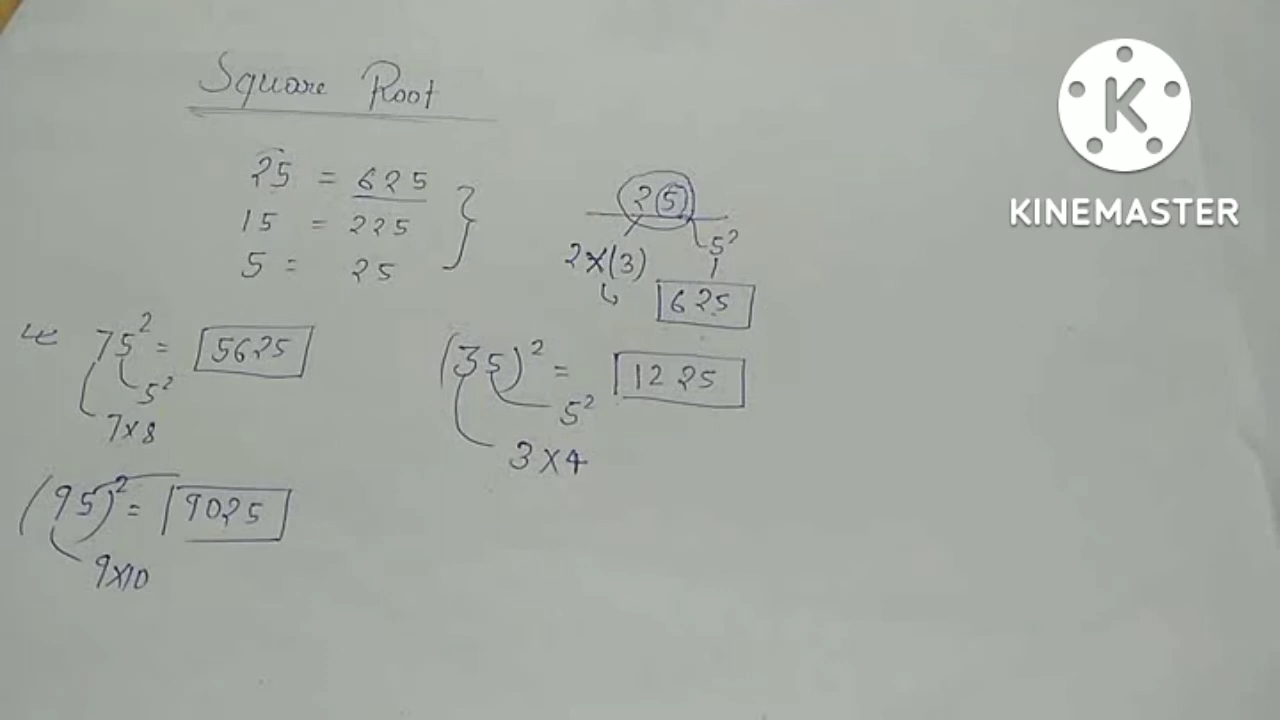 Square Root
25 = 625
15 = 225
5 = 25
25
2×(3)
5²
625
75² = 5625
5²
7×8
(35)² = 1225
5²
3×4
(95)² = 9025
9×10
K
KINEMASTER